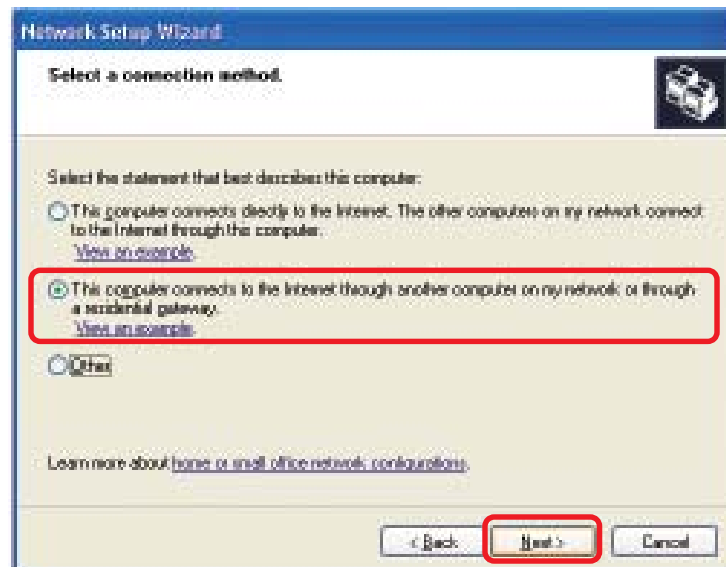 Network Setup Wizard
Select a connection method.
Select the statement that best describes this computer:
This computer connects directly to the Internet. The other computers on my network connect
to the Internet through this computer.
View an example.
This computer connects to the Internet through another computer on my network or through
a residential gateway.
View an example.
Other
Learn more about home or small office network configurations.
< Back
Next >
Cancel